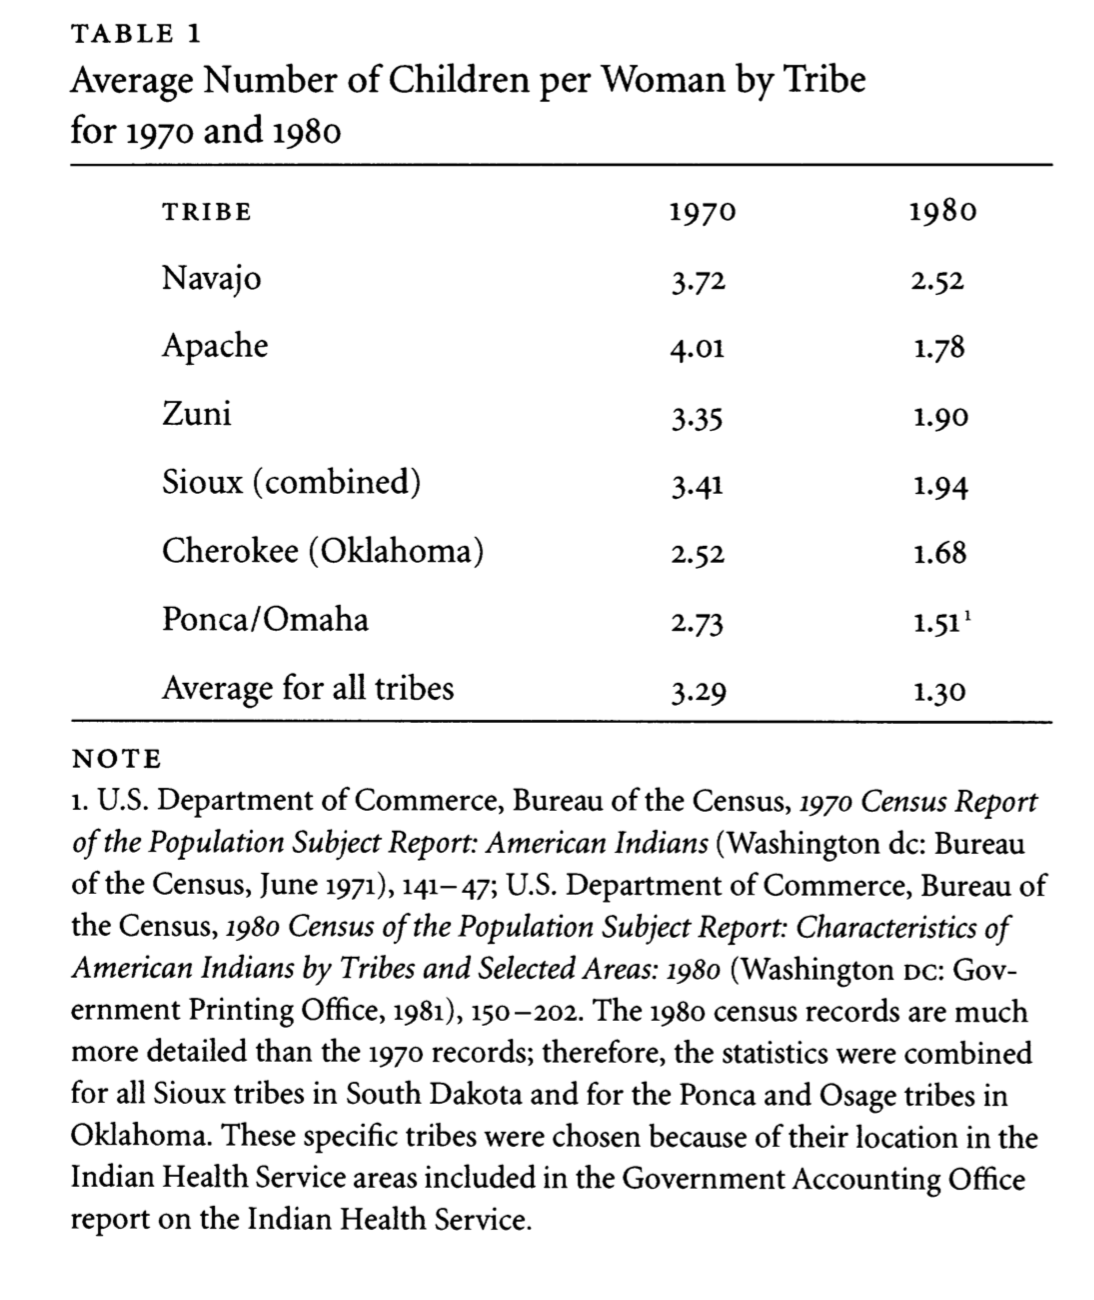 TABLE 1
Average Number of Children per Woman by Tribe
for 1970 and 1980
TRIBE 1970 1980
Navajo 3.72 2.52
Apache 4.01 1.78
Zuni 3.35 1.90
Sioux (combined) 3.41 1.94
Cherokee (Oklahoma) 2.52 1.68
Ponca/Omaha 2.73 1.51¹
Average for all tribes 3.29 1.30
NOTE
1. U.S. Department of Commerce, Bureau of the Census, 1970 Census Report
of the Population Subject Report: American Indians (Washington dc: Bureau
of the Census, June 1971), 141–47; U.S. Department of Commerce, Bureau of
the Census, 1980 Census of the Population Subject Report: Characteristics of
American Indians by Tribes and Selected Areas: 1980 (Washington DC: Gov-
ernment Printing Office, 1981), 150–202. The 1980 census records are much
more detailed than the 1970 records; therefore, the statistics were combined
for all Sioux tribes in South Dakota and for the Ponca and Osage tribes in
Oklahoma. These specific tribes were chosen because of their location in the
Indian Health Service areas included in the Government Accounting Office
report on the Indian Health Service.